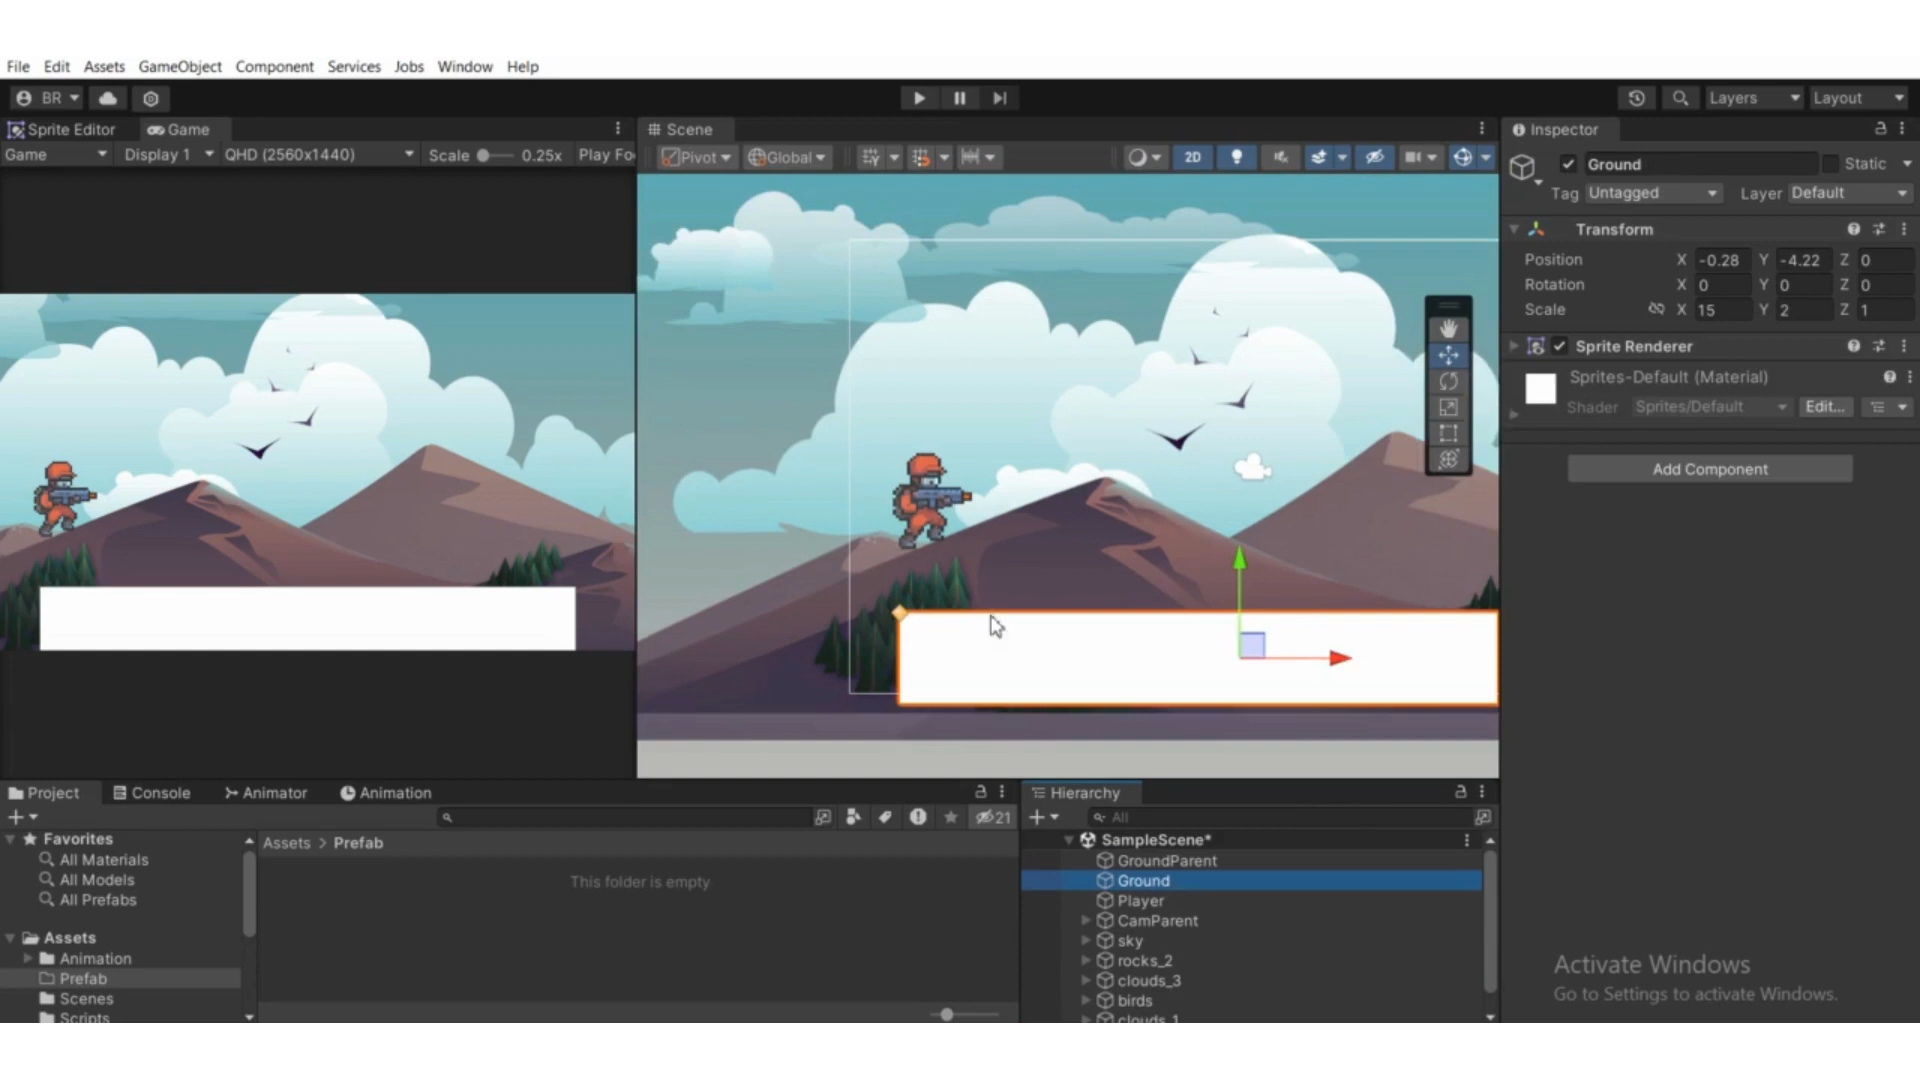 File Edit Assets GameObject Component Services Jobs Window Help
BR Layers Layout
Sprite Editor Game
Game Display 1 QHD (2560x1440) Scale 0.25x Play Fo
Scene
Pivot Global 2D
Inspector
Ground Static
Tag Untagged Layer Default
Transform
Position X -0.28 Y -4.22 Z 0
Rotation X 0 Y 0 Z 0
Scale X 15 Y 2 Z 1
Sprite Renderer
Sprites-Default (Material)
Shader Sprites/Default Edit...
Add Component
Project Console Animator Animation
21
Favorites
All Materials
All Models
All Prefabs
Assets
Animation
Prefab
Scenes
Scripts
Assets > Prefab
This folder is empty
Hierarchy
All
SampleScene*
GroundParent
Ground
Player
CamParent
sky
rocks_2
clouds_3
birds
clouds_1
Activate Windows
Go to Settings to activate Windows.